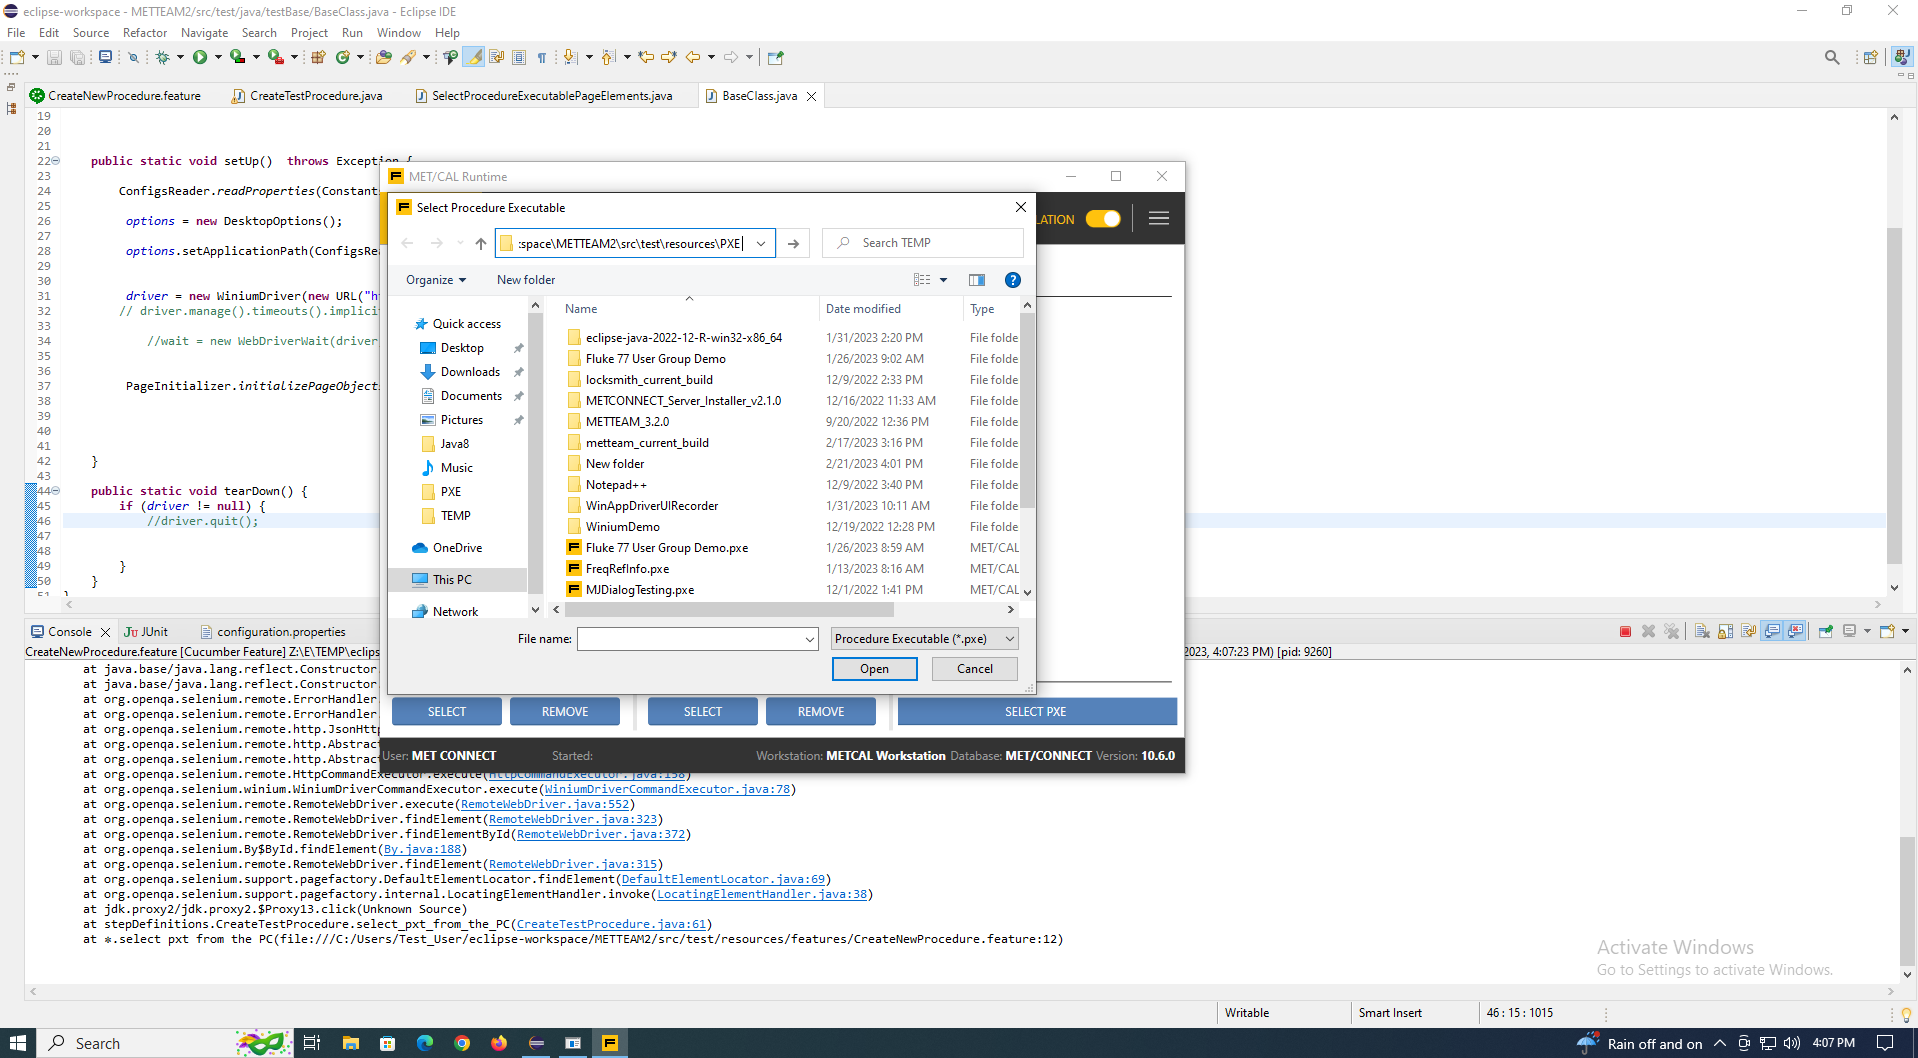 eclipse-workspace - METTEAM2/src/test/java/testBase/BaseClass.java - Eclipse IDE
File Edit Source Refactor Navigate Search Project Run Window Help
CreateNewProcedure.feature CreateTestProcedure.java SelectProcedureExecutablePageElements.java BaseClass.java
19
20
21
22 public static void setUp() throws Exception {
23
24 ConfigsReader.readProperties(Constant
25
26 options = new DesktopOptions();
27
28 options.setApplicationPath(ConfigsRea
29
30
31 driver = new WiniumDriver(new URL("h
32 // driver.manage().timeouts().implici
33
34 //wait = new WebDriverWait(driver
35
36
37 PageInitializer.initializePageObject
38
39
40
41
42 }
43
44 public static void tearDown() {
45 if (driver != null) {
46 //driver.quit();
47
48
49 }
50 }
51 }
MET/CAL Runtime
LATION
Select Procedure Executable
:space\METTEAM2\src\test\resources\PXE
Search TEMP
Organize New folder
Name Date modified Type
Quick access
Desktop
Downloads
Documents
Pictures
Java8
Music
PXE
TEMP
OneDrive
This PC
Network
eclipse-java-2022-12-R-win32-x86_64 1/31/2023 2:20 PM File folde
Fluke 77 User Group Demo 1/26/2023 9:02 AM File folde
locksmith_current_build 12/9/2022 2:33 PM File folde
METCONNECT_Server_Installer_v2.1.0 12/16/2022 11:33 AM File folde
METTEAM_3.2.0 9/20/2022 12:36 PM File folde
metteam_current_build 2/17/2023 3:16 PM File folde
New folder 2/21/2023 4:01 PM File folde
Notepad++ 12/9/2022 3:40 PM File folde
WinAppDriverUIRecorder 1/31/2023 10:11 AM File folde
WiniumDemo 12/19/2022 12:28 PM File folde
Fluke 77 User Group Demo.pxe 1/26/2023 8:59 AM MET/CAL
FreqRefInfo.pxe 1/13/2023 8:16 AM MET/CAL
MJDialogTesting.pxe 12/1/2022 1:41 PM MET/CAL
File name: Procedure Executable (*.pxe)
Open Cancel
SELECT REMOVE SELECT REMOVE SELECT PXE
User: MET CONNECT Started: Workstation: METCAL Workstation Database: MET/CONNECT Version: 10.6.0
Console JUnit configuration.properties
CreateNewProcedure.feature [Cucumber Feature] Z:\E\TEMP\eclips 2023, 4:07:23 PM) [pid: 9260]
at java.base/java.lang.reflect.Constructor.
at java.base/java.lang.reflect.Constructor.
at org.openqa.selenium.remote.ErrorHandler.
at org.openqa.selenium.remote.ErrorHandler.
at org.openqa.selenium.remote.http.JsonHttp
at org.openqa.selenium.remote.http.Abstract
at org.openqa.selenium.remote.http.Abstract
at org.openqa.selenium.remote.HttpCommandExecutor.execute(HttpCommandExecutor.java:158)
at org.openqa.selenium.winium.WiniumDriverCommandExecutor.execute(WiniumDriverCommandExecutor.java:78)
at org.openqa.selenium.remote.RemoteWebDriver.execute(RemoteWebDriver.java:552)
at org.openqa.selenium.remote.RemoteWebDriver.findElement(RemoteWebDriver.java:323)
at org.openqa.selenium.remote.RemoteWebDriver.findElementById(RemoteWebDriver.java:372)
at org.openqa.selenium.By$ById.findElement(By.java:188)
at org.openqa.selenium.remote.RemoteWebDriver.findElement(RemoteWebDriver.java:315)
at org.openqa.selenium.support.pagefactory.DefaultElementLocator.findElement(DefaultElementLocator.java:69)
at org.openqa.selenium.support.pagefactory.internal.LocatingElementHandler.invoke(LocatingElementHandler.java:38)
at jdk.proxy2/jdk.proxy2.$Proxy13.click(Unknown Source)
at stepDefinitions.CreateTestProcedure.select_pxt_from_the_PC(CreateTestProcedure.java:61)
at ✽.select pxt from the PC(file:///C:/Users/Test_User/eclipse-workspace/METTEAM2/src/test/resources/features/CreateNewProcedure.feature:12)
Activate Windows
Go to Settings to activate Windows.
Writable Smart Insert 46 : 15 : 1015
Search
Rain off and on 4:07 PM